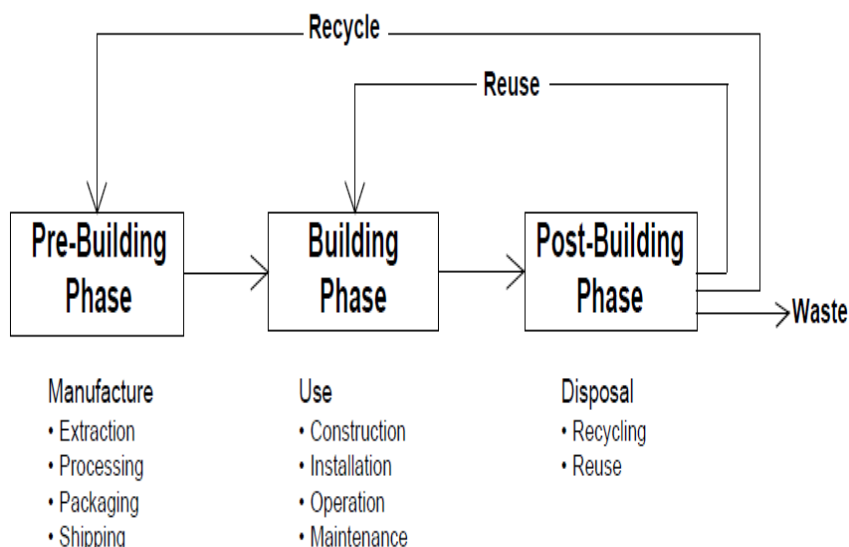 Recycle
Reuse
Pre-Building
Phase
Building
Phase
Post-Building
Phase
Waste
Manufacture
• Extraction
• Processing
• Packaging
• Shipping
Use
• Construction
• Installation
• Operation
• Maintenance
Disposal
• Recycling
• Reuse